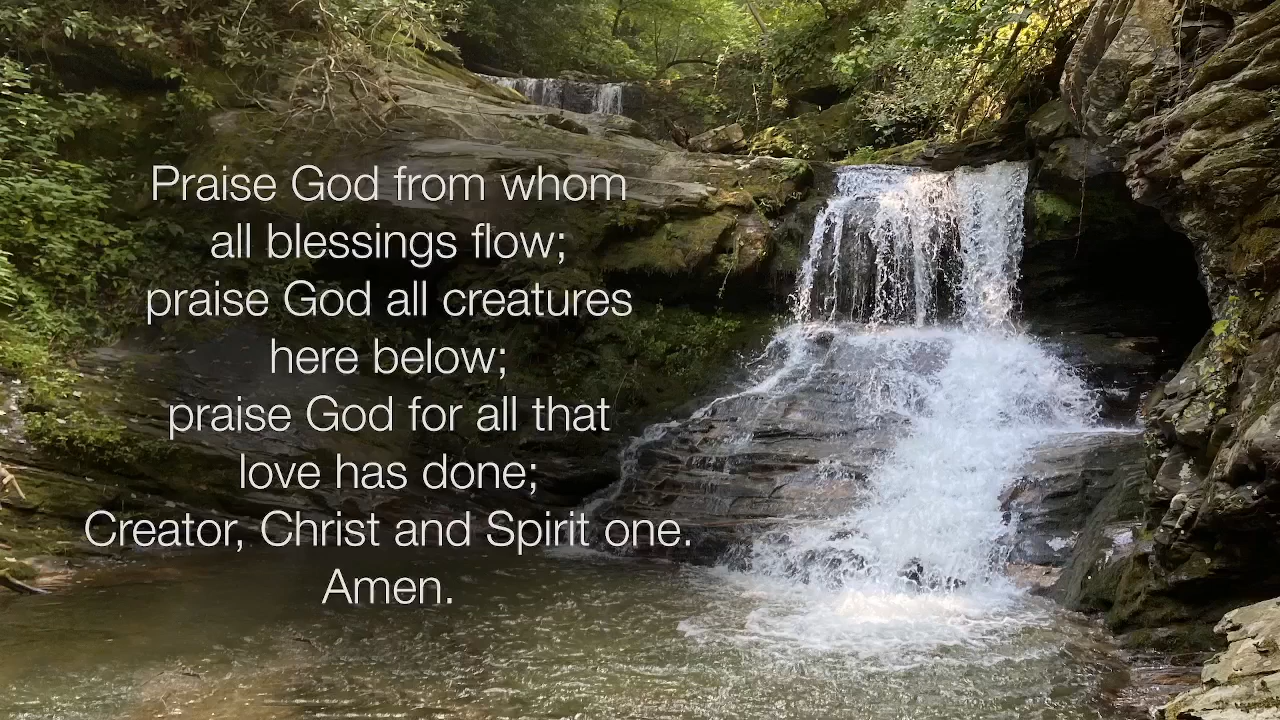 Praise God from whom
all blessings flow;
praise God all creatures
here below;
praise God for all that
love has done;
Creator, Christ and Spirit one.
Amen.